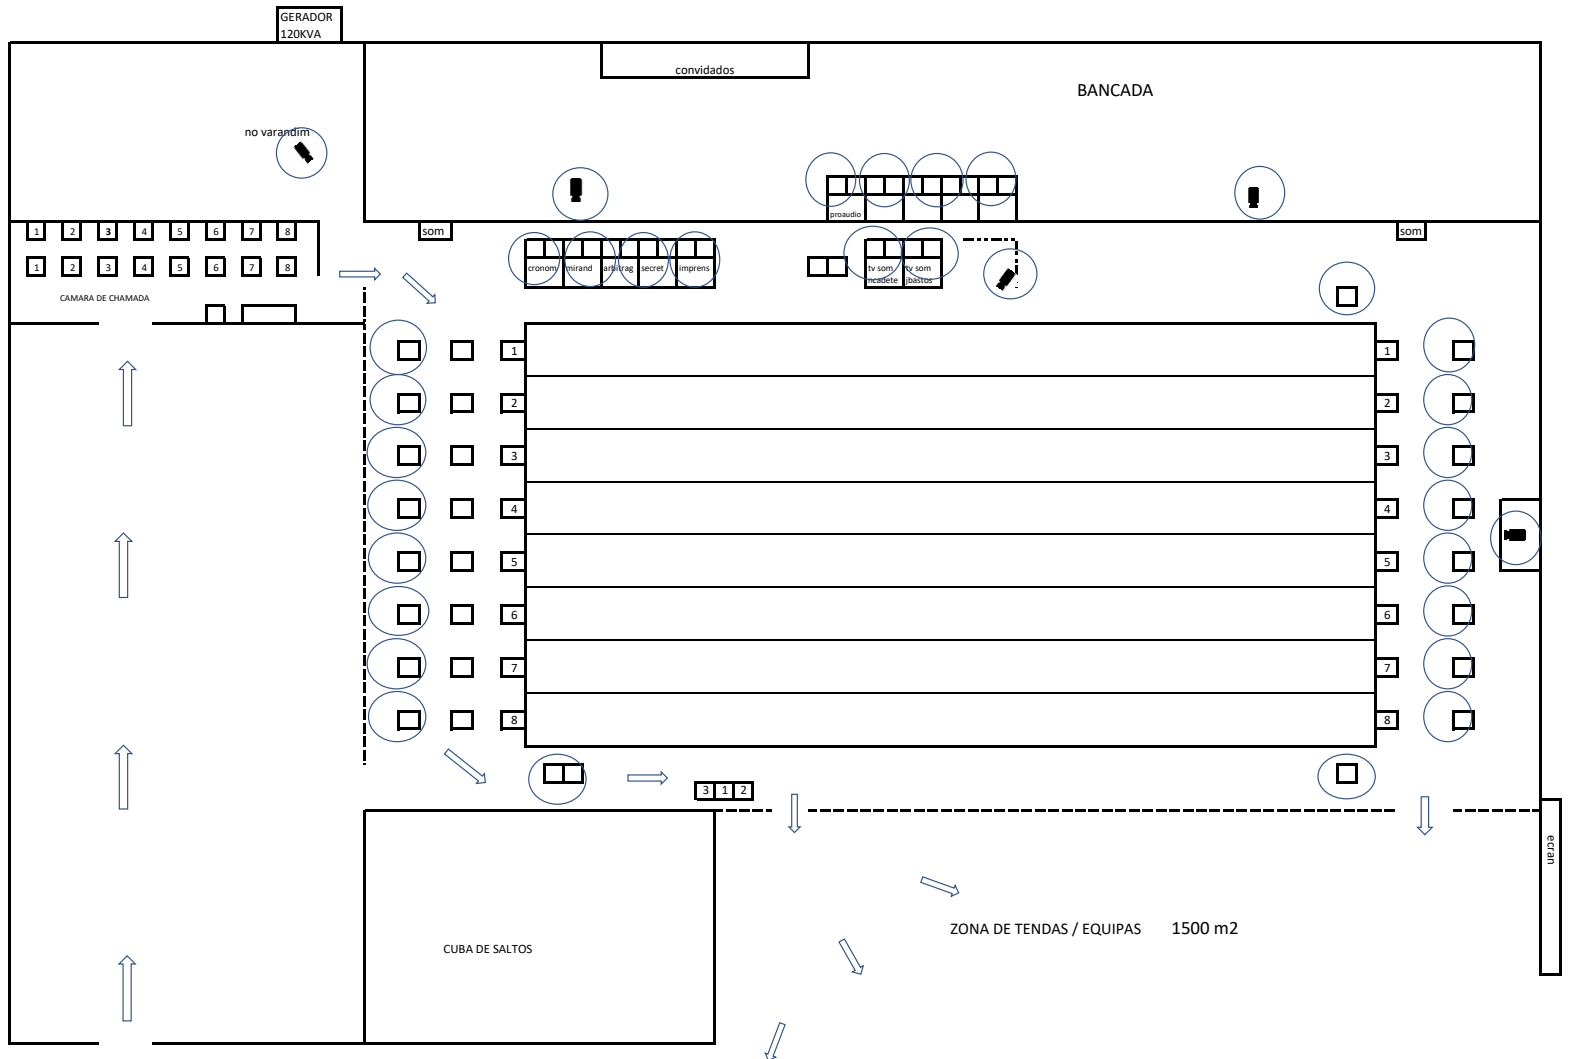 GERADOR
120KVA
convidados
BANCADA
no varandim
proaudio
1 2 3 4 5 6 7 8
som
som
cronom mirand arbitrag secret imprens
tv som tv som
ncadete jbastos
1 2 3 4 5 6 7 8
CAMARA DE CHAMADA
1 1
2 2
3 3
4 4
5 5
6 6
7 7
8 8
3 1 2
ecran
ZONA DE TENDAS / EQUIPAS 1500 m2
CUBA DE SALTOS